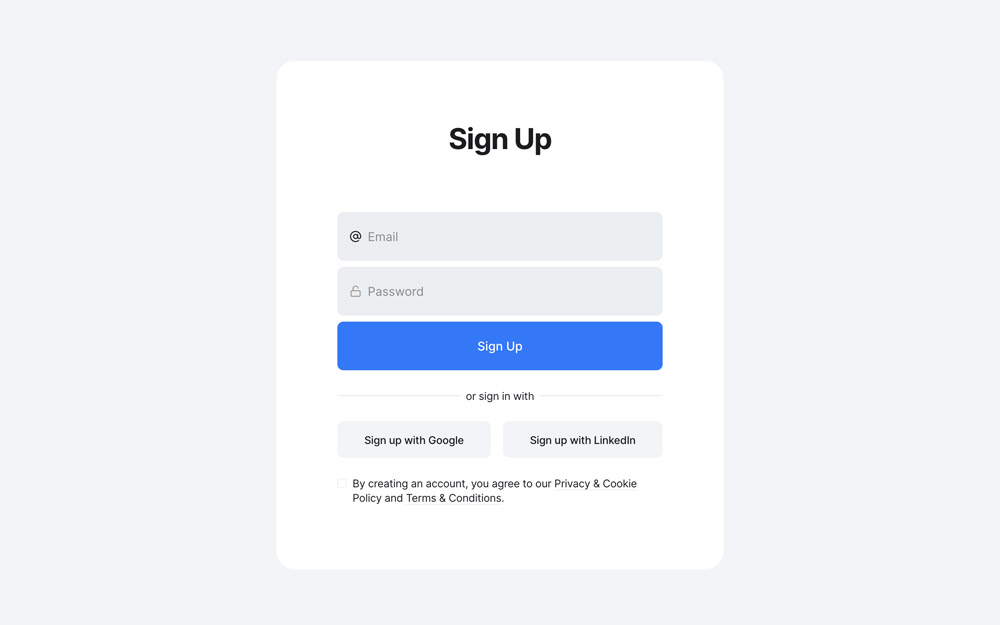 Sign Up
@ Email
Password
Sign Up
or sign in with
Sign up with Google
Sign up with LinkedIn
By creating an account, you agree to our Privacy & Cookie
Policy and Terms & Conditions.